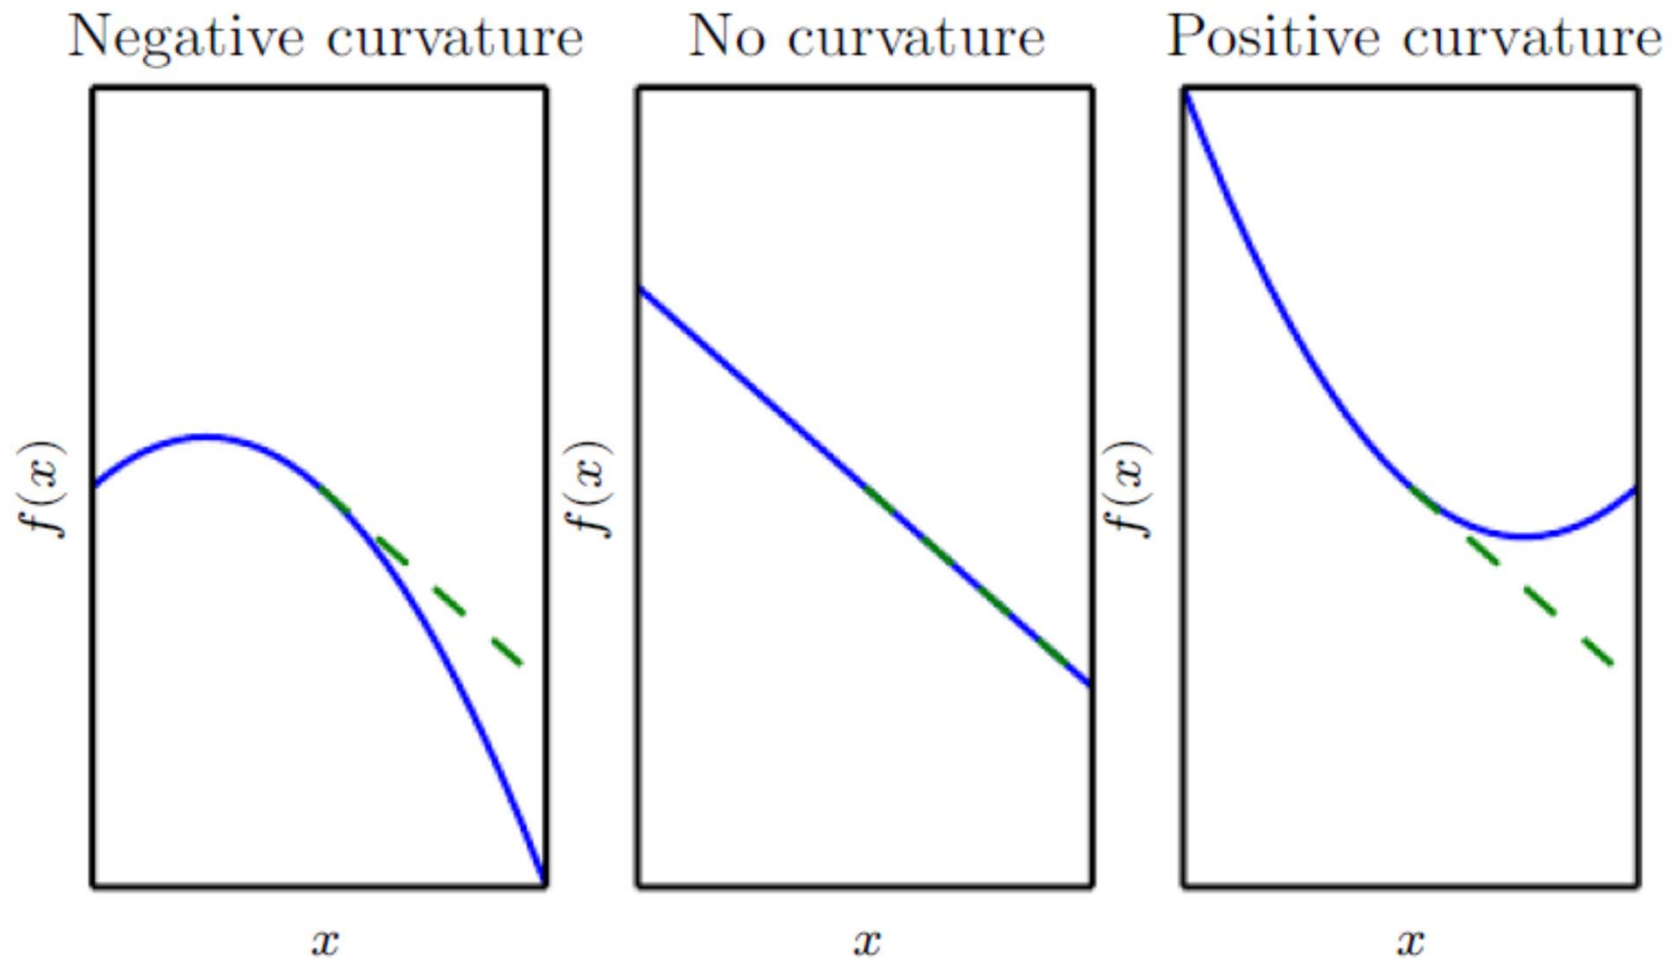 Negative curvature
No curvature
Positive curvature
f(x)
f(x)
f(x)
x
x
x